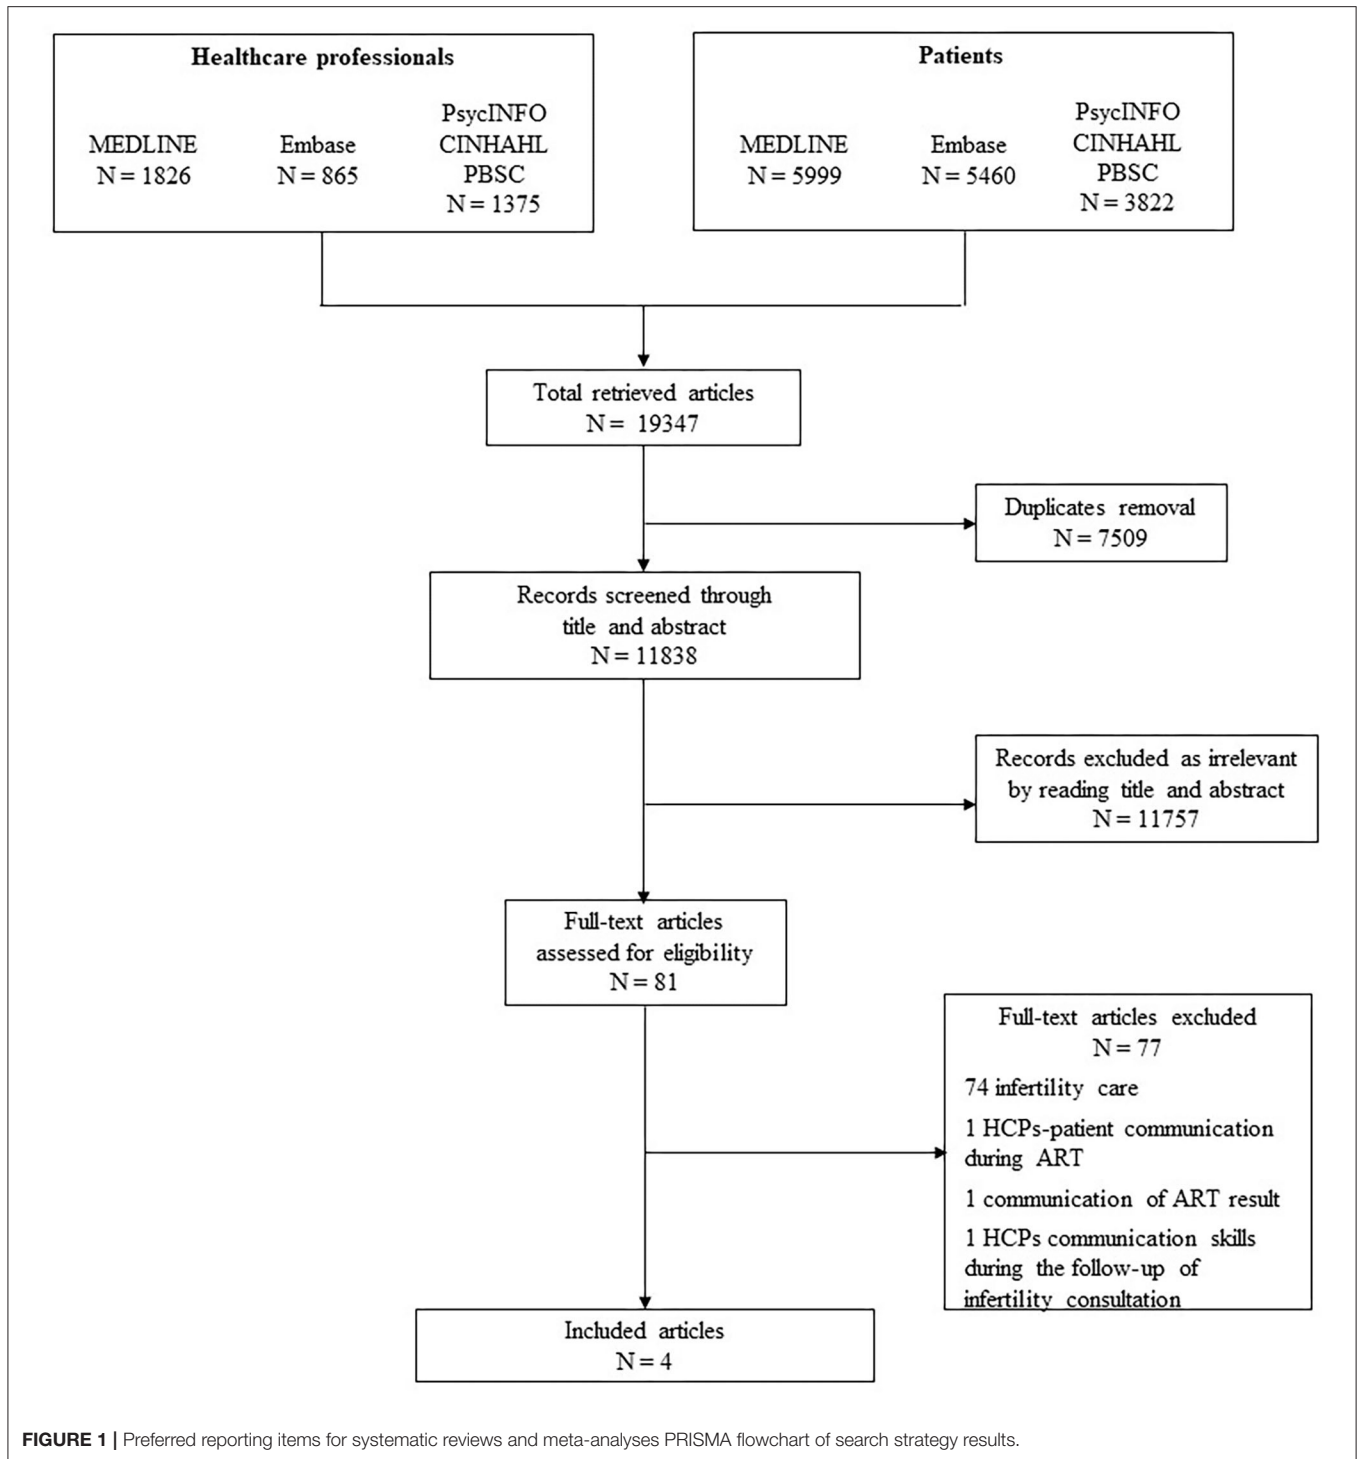 Healthcare professionals
MEDLINE
N = 1826
Embase
N = 865
PsycINFO
CINHAHL
PBSC
N = 1375
Patients
MEDLINE
N = 5999
Embase
N = 5460
PsycINFO
CINHAHL
PBSC
N = 3822
Total retrieved articles
N = 19347
Duplicates removal
N = 7509
Records screened through
title and abstract
N = 11838
Records excluded as irrelevant
by reading title and abstract
N = 11757
Full-text articles
assessed for eligibility
N = 81
Full-text articles excluded
N = 77
74 infertility care
1 HCPs-patient communication
during ART
1 communication of ART result
1 HCPs communication skills
during the follow-up of
infertility consultation
Included articles
N = 4
FIGURE 1 | Preferred reporting items for systematic reviews and meta-analyses PRISMA flowchart of search strategy results.